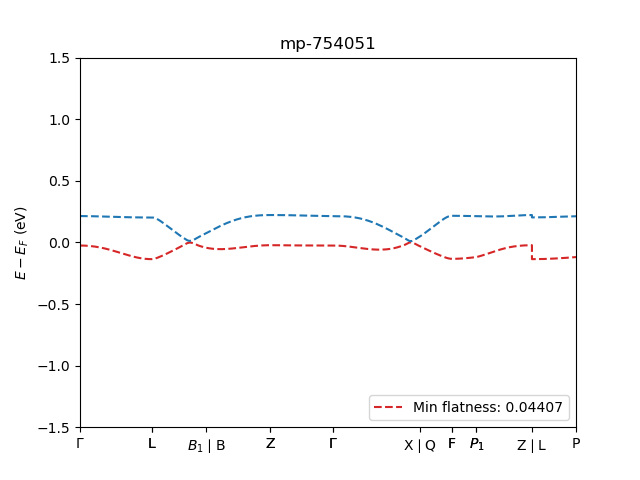 mp-754051
1.5
1.0
0.5
0.0
−0.5
−1.0
−1.5
E − E_F (eV)
Min flatness: 0.04407
Γ L B₁ | B Z Γ X | Q F P₁ Z | L P